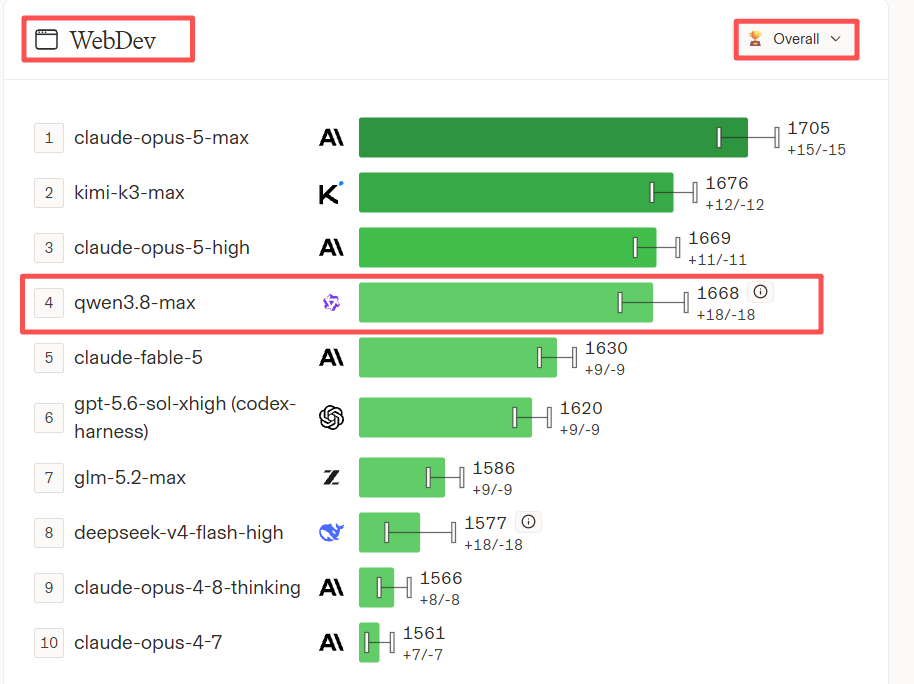 WebDev
Overall
1
claude-opus-5-max
1705
+15/-15
2
kimi-k3-max
1676
+12/-12
3
claude-opus-5-high
1669
+11/-11
4
qwen3.8-max
1668
+18/-18
5
claude-fable-5
1630
+9/-9
6
gpt-5.6-sol-xhigh (codex-
harness)
1620
+9/-9
7
glm-5.2-max
1586
+9/-9
8
deepseek-v4-flash-high
1577
+18/-18
9
claude-opus-4-8-thinking
1566
+8/-8
10
claude-opus-4-7
1561
+7/-7